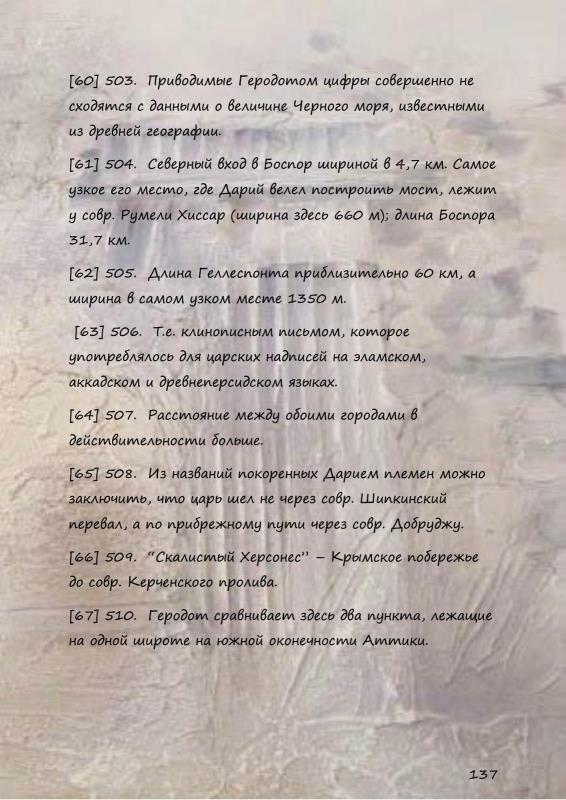 [60] 503.  Приводимые Геродотом цифры совершенно не
сходятся с данными о величине Черного моря, известными
из древней географии.
[61] 504.  Северный вход в Боспор шириной в 4,7 км. Самое
узкое его место, где Дарий велел построить мост, лежит
у совр. Румели Хиссар (ширина здесь 660 м); длина Боспора
31,7 км.
[62] 505.  Длина Геллеспонта приблизительно 60 км, а
ширина в самом узком месте 1350 м.
[63] 506.  Т.е. клинописным письмом, которое
употреблялось для царских надписей на эламском,
аккадском и древнеперсидском языках.
[64] 507.  Расстояние между обоими городами в
действительности больше.
[65] 508.  Из названий покоренных Дарием племен можно
заключить, что царь шел не через совр. Шипкинский
перевал, а по прибрежному пути через совр. Добруджу.
[66] 509.  “Скалистый Херсонес” – Крымское побережье
до совр. Керченского пролива.
[67] 510.  Геродот сравнивает здесь два пункта, лежащие
на одной широте на южной оконечности Аттики.
137